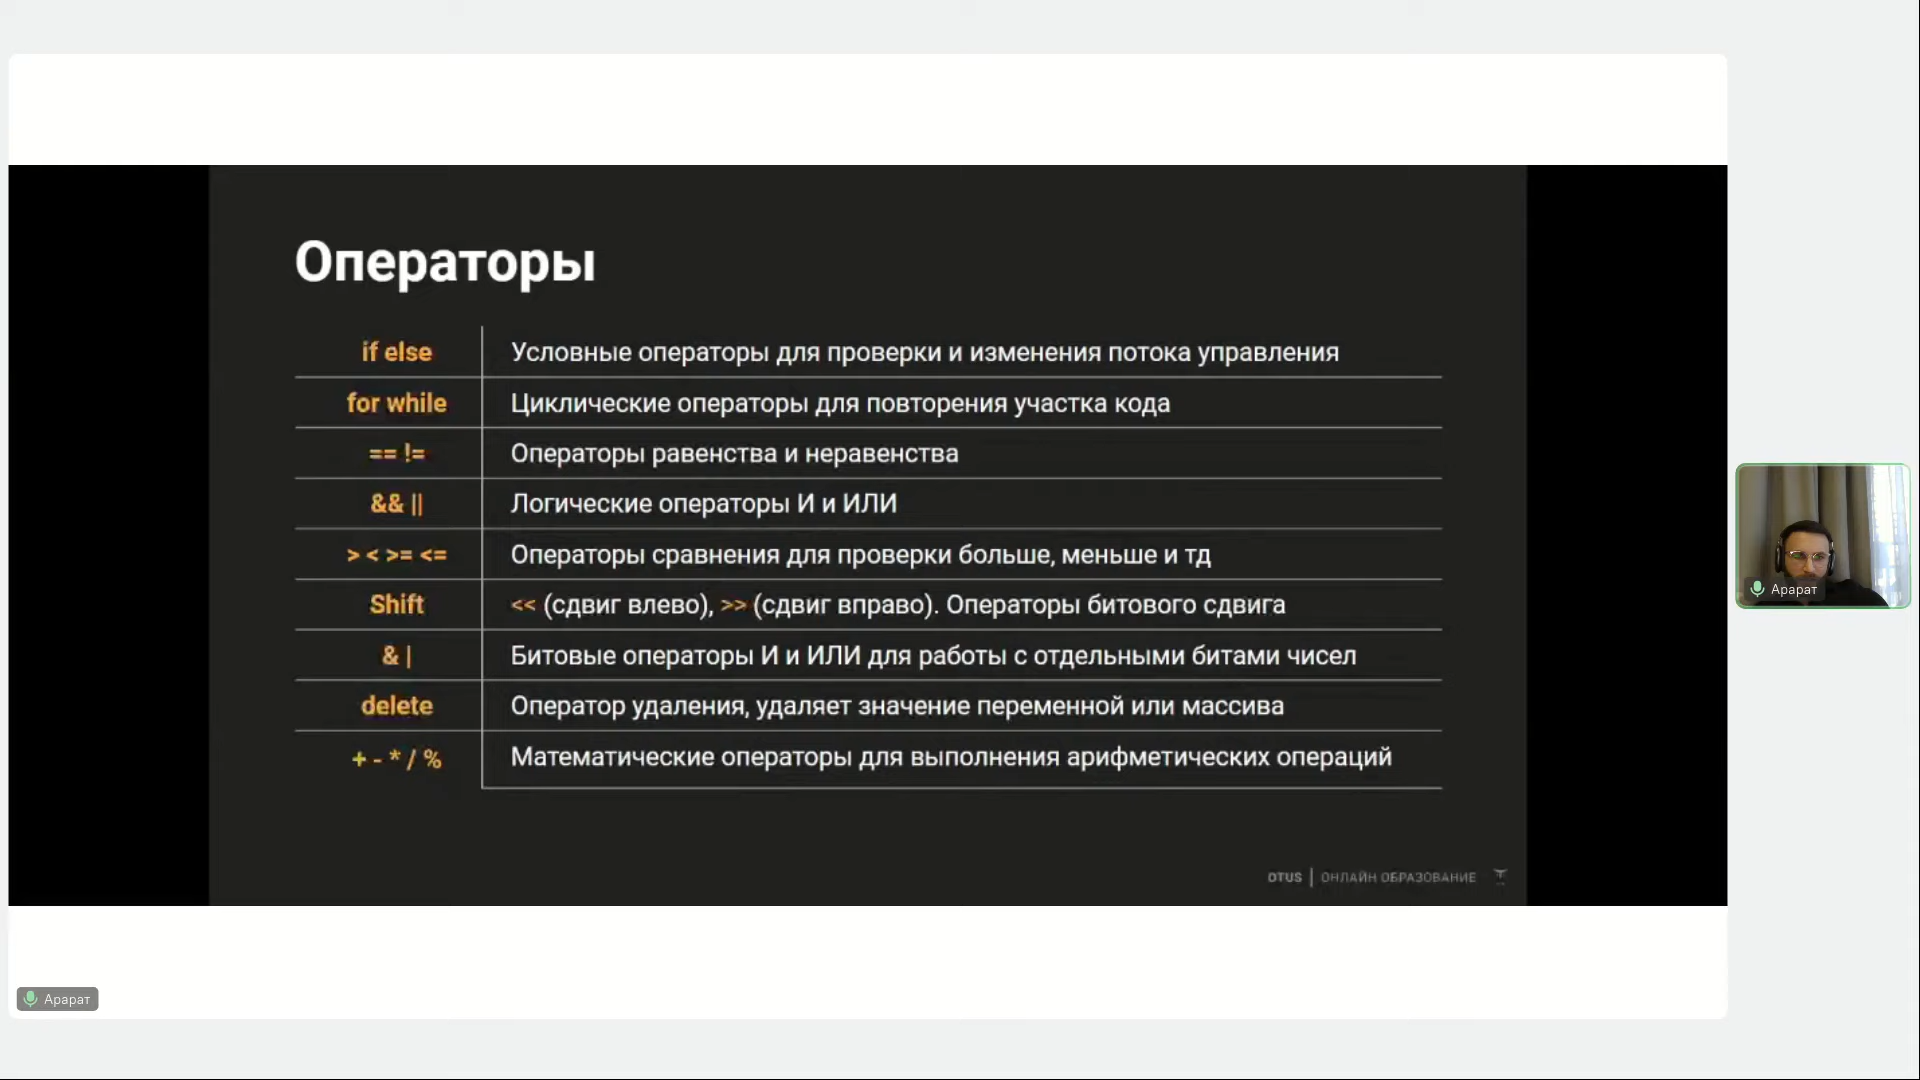 Операторы
if else Условные операторы для проверки и изменения потока управления
for while Циклические операторы для повторения участка кода
== != Операторы равенства и неравенства
&& || Логические операторы И и ИЛИ
> < >= <= Операторы сравнения для проверки больше, меньше и тд
Shift << (сдвиг влево), >> (сдвиг вправо). Операторы битового сдвига
& | Битовые операторы И и ИЛИ для работы с отдельными битами чисел
delete Оператор удаления, удаляет значение переменной или массива
+ - * / % Математические операторы для выполнения арифметических операций
OTUS | ОНЛАЙН ОБРАЗОВАНИЕ
Арарат
Арарат